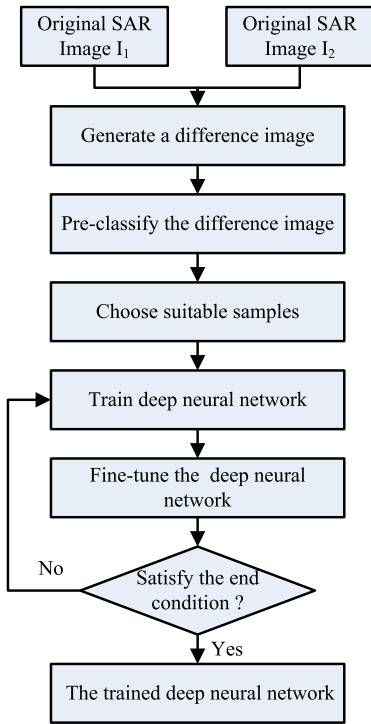 Original SAR
Image I₁
Original SAR
Image I₂
Generate a difference image
Pre-classify the difference image
Choose suitable samples
Train deep neural network
Fine-tune the deep neural
network
Satisfy the end
condition ?
No
Yes
The trained deep neural network